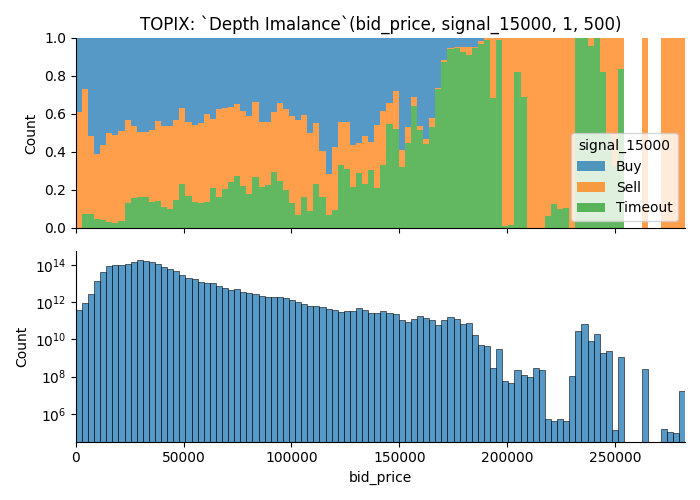 TOPIX: `Depth Imalance`(bid_price, signal_15000, 1, 500)
1.0
0.8
0.6
0.4
0.2
0.0
Count
signal_15000
Buy
Sell
Timeout
10^14
10^12
10^10
10^8
10^6
Count
0
50000
100000
150000
200000
250000
bid_price